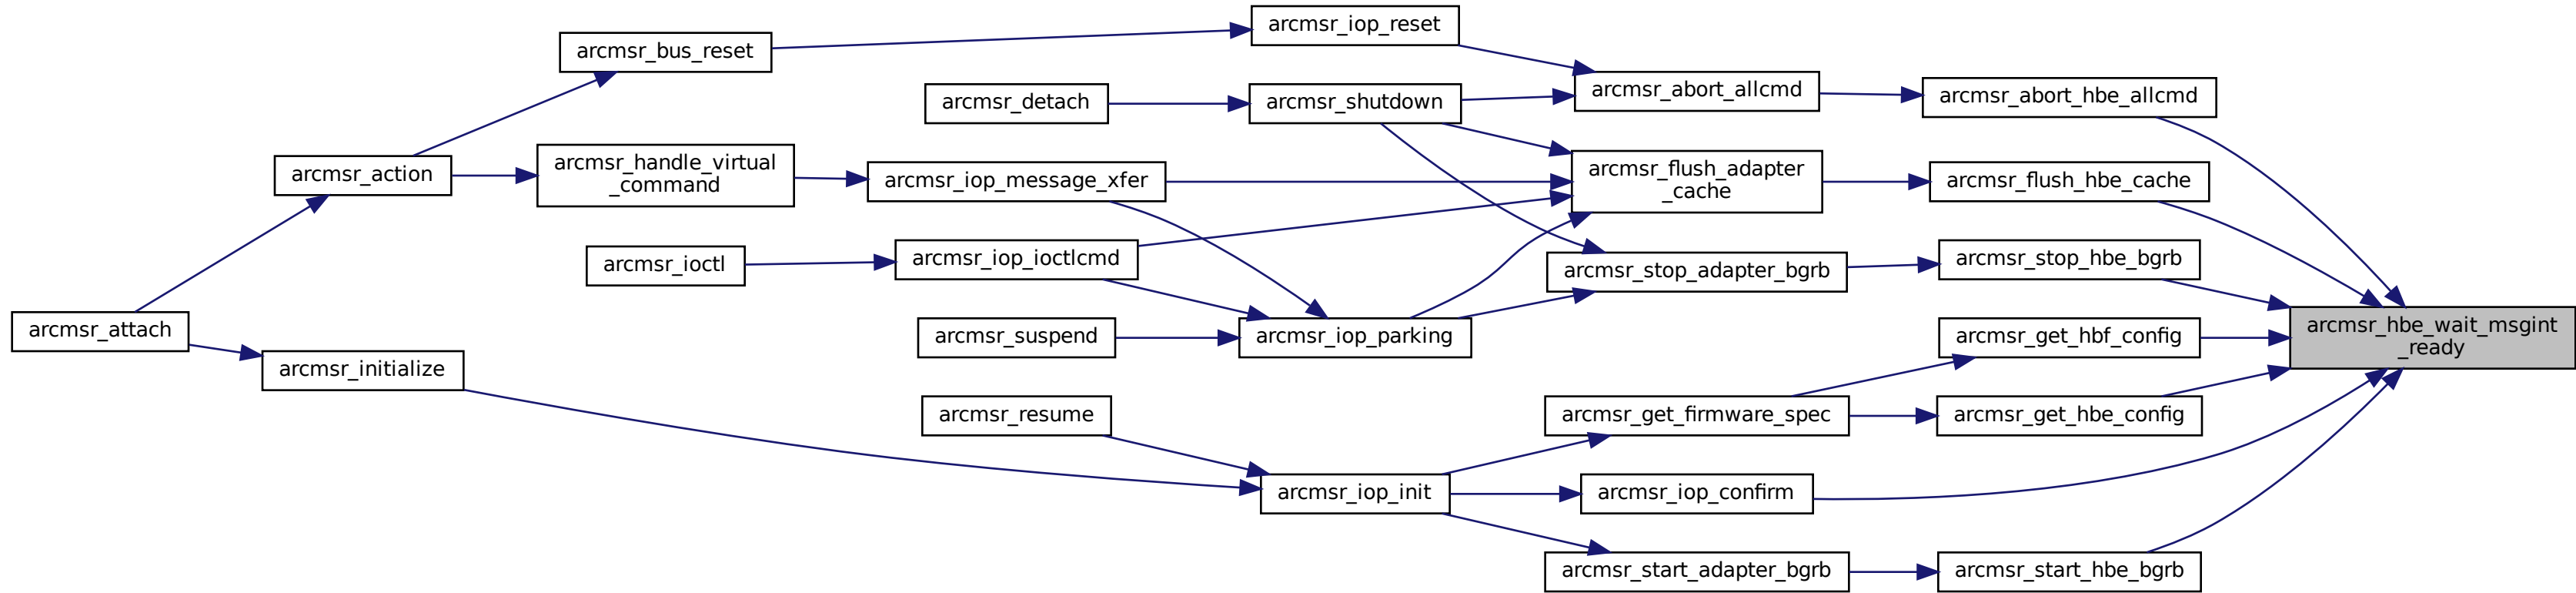 arcmsr_iop_reset
arcmsr_bus_reset
arcmsr_abort_allcmd
arcmsr_abort_hbe_allcmd
arcmsr_detach
arcmsr_shutdown
arcmsr_action
arcmsr_handle_virtual
_command
arcmsr_iop_message_xfer
arcmsr_flush_adapter
_cache
arcmsr_flush_hbe_cache
arcmsr_ioctl
arcmsr_iop_ioctlcmd
arcmsr_stop_adapter_bgrb
arcmsr_stop_hbe_bgrb
arcmsr_attach
arcmsr_suspend
arcmsr_iop_parking
arcmsr_get_hbf_config
arcmsr_hbe_wait_msgint
_ready
arcmsr_initialize
arcmsr_resume
arcmsr_get_firmware_spec
arcmsr_get_hbe_config
arcmsr_iop_init
arcmsr_iop_confirm
arcmsr_start_adapter_bgrb
arcmsr_start_hbe_bgrb